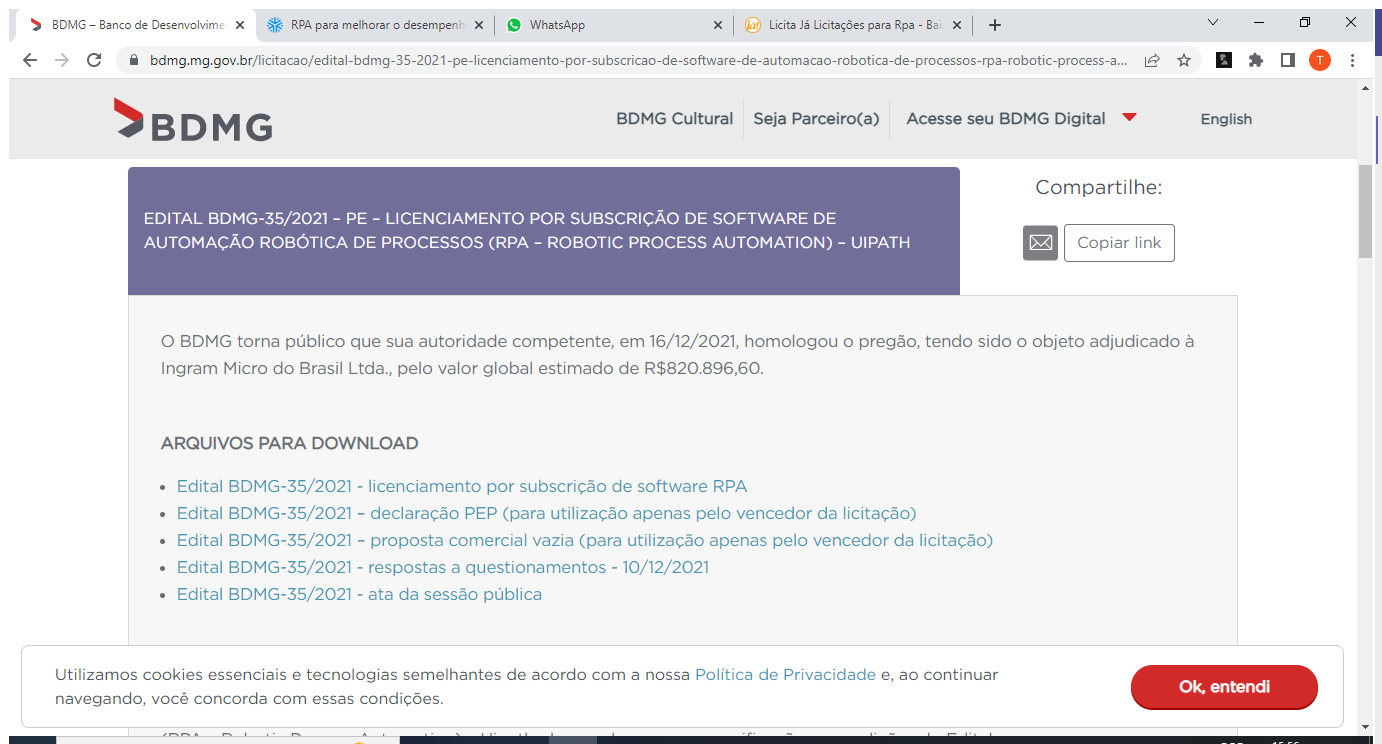 BDMG – Banco de Desenvolvime
RPA para melhorar o desempenh
WhatsApp
Licita Já Licitações para Rpa - Ba
bdmg.mg.gov.br/licitacao/edital-bdmg-35-2021-pe-licenciamento-por-subscricao-de-software-de-automacao-robotica-de-processos-rpa-robotic-process-a...
T
BDMG
BDMG Cultural
Seja Parceiro(a)
Acesse seu BDMG Digital
English
EDITAL BDMG-35/2021 – PE – LICENCIAMENTO POR SUBSCRIÇÃO DE SOFTWARE DE
AUTOMAÇÃO ROBÓTICA DE PROCESSOS (RPA – ROBOTIC PROCESS AUTOMATION) – UIPATH
Compartilhe:
Copiar link
O BDMG torna público que sua autoridade competente, em 16/12/2021, homologou o pregão, tendo sido o objeto adjudicado à
Ingram Micro do Brasil Ltda., pelo valor global estimado de R$820.896,60.
ARQUIVOS PARA DOWNLOAD
Edital BDMG-35/2021 - licenciamento por subscrição de software RPA
Edital BDMG-35/2021 – declaração PEP (para utilização apenas pelo vencedor da licitação)
Edital BDMG-35/2021 – proposta comercial vazia (para utilização apenas pelo vencedor da licitação)
Edital BDMG-35/2021 - respostas a questionamentos - 10/12/2021
Edital BDMG-35/2021 - ata da sessão pública
Utilizamos cookies essenciais e tecnologias semelhantes de acordo com a nossa Política de Privacidade e, ao continuar
navegando, você concorda com essas condições.
Ok, entendi